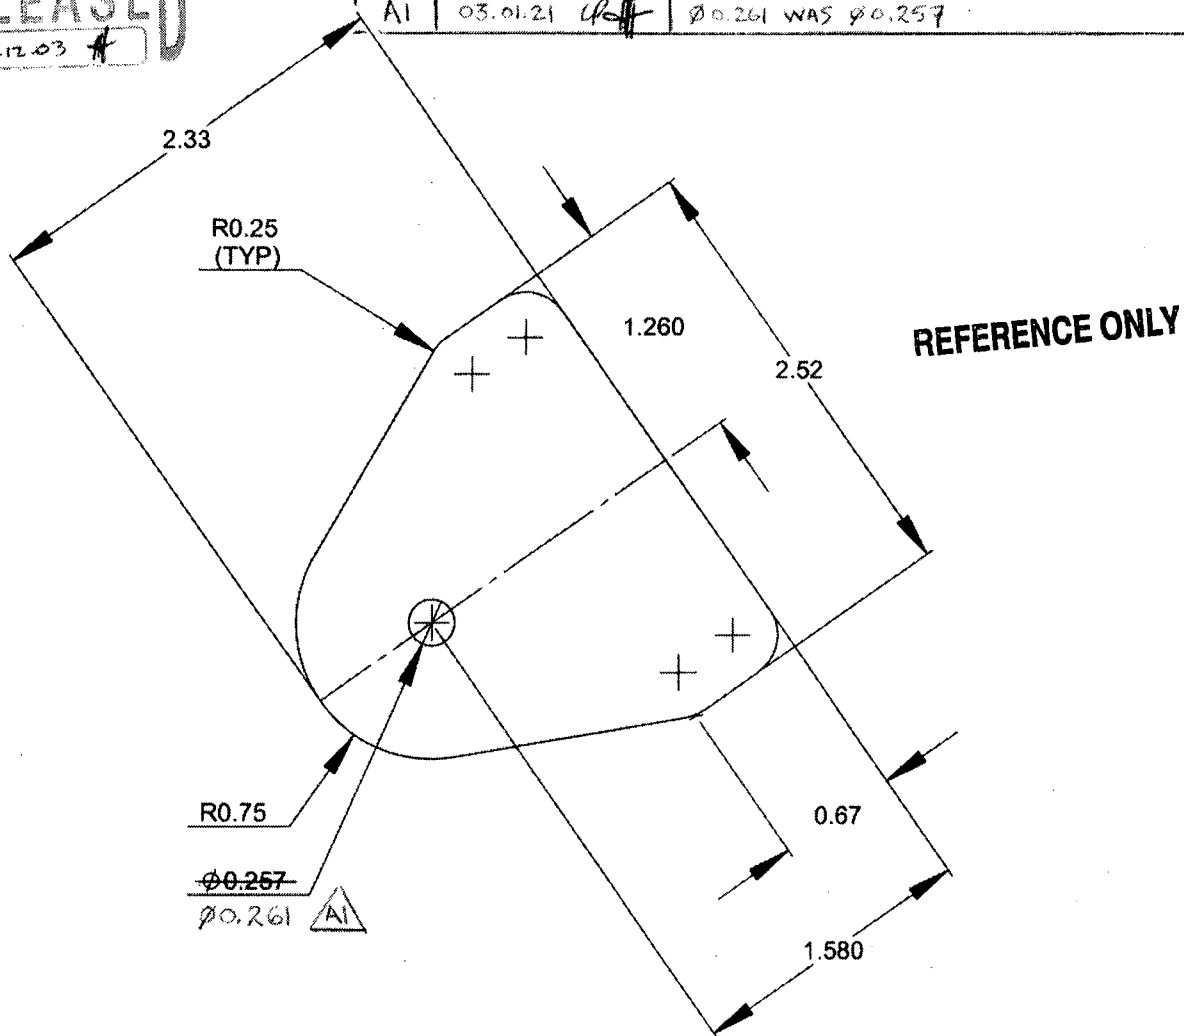 A1 03.01.21 Ø0.261 WAS Ø0.257
2.33
R0.25
(TYP)
1.260
REFERENCE ONLY
2.52
R0.75
0.67
Ø0.257
Ø0.261 A1
1.580